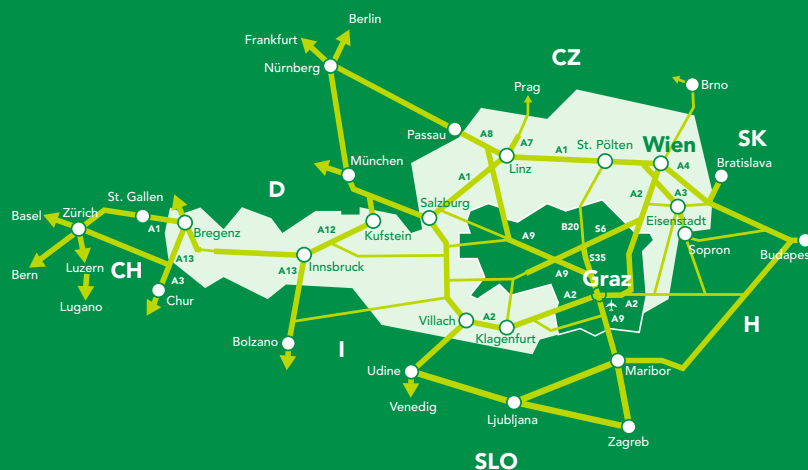 Berlin
Frankfurt
Nürnberg
CZ
Prag
Brno
Passau
A8
A7
A1
St. Pölten
Wien
SK
Linz
A4
Bratislava
München
D
A1
A2
A3
St. Gallen
Salzburg
Eisenstadt
Basel
Zürich
A1
Bregenz
A12
Kufstein
A9
B20
S6
Sopron
Bern
Luzern
CH
A13
A13
Innsbruck
S35
A9
Graz
Budapes
A3
Chur
Lugano
A2
A2
A9
Villach
A2
Klagenfurt
H
Bolzano
I
Udine
Maribor
Venedig
Ljubljana
Zagreb
SLO